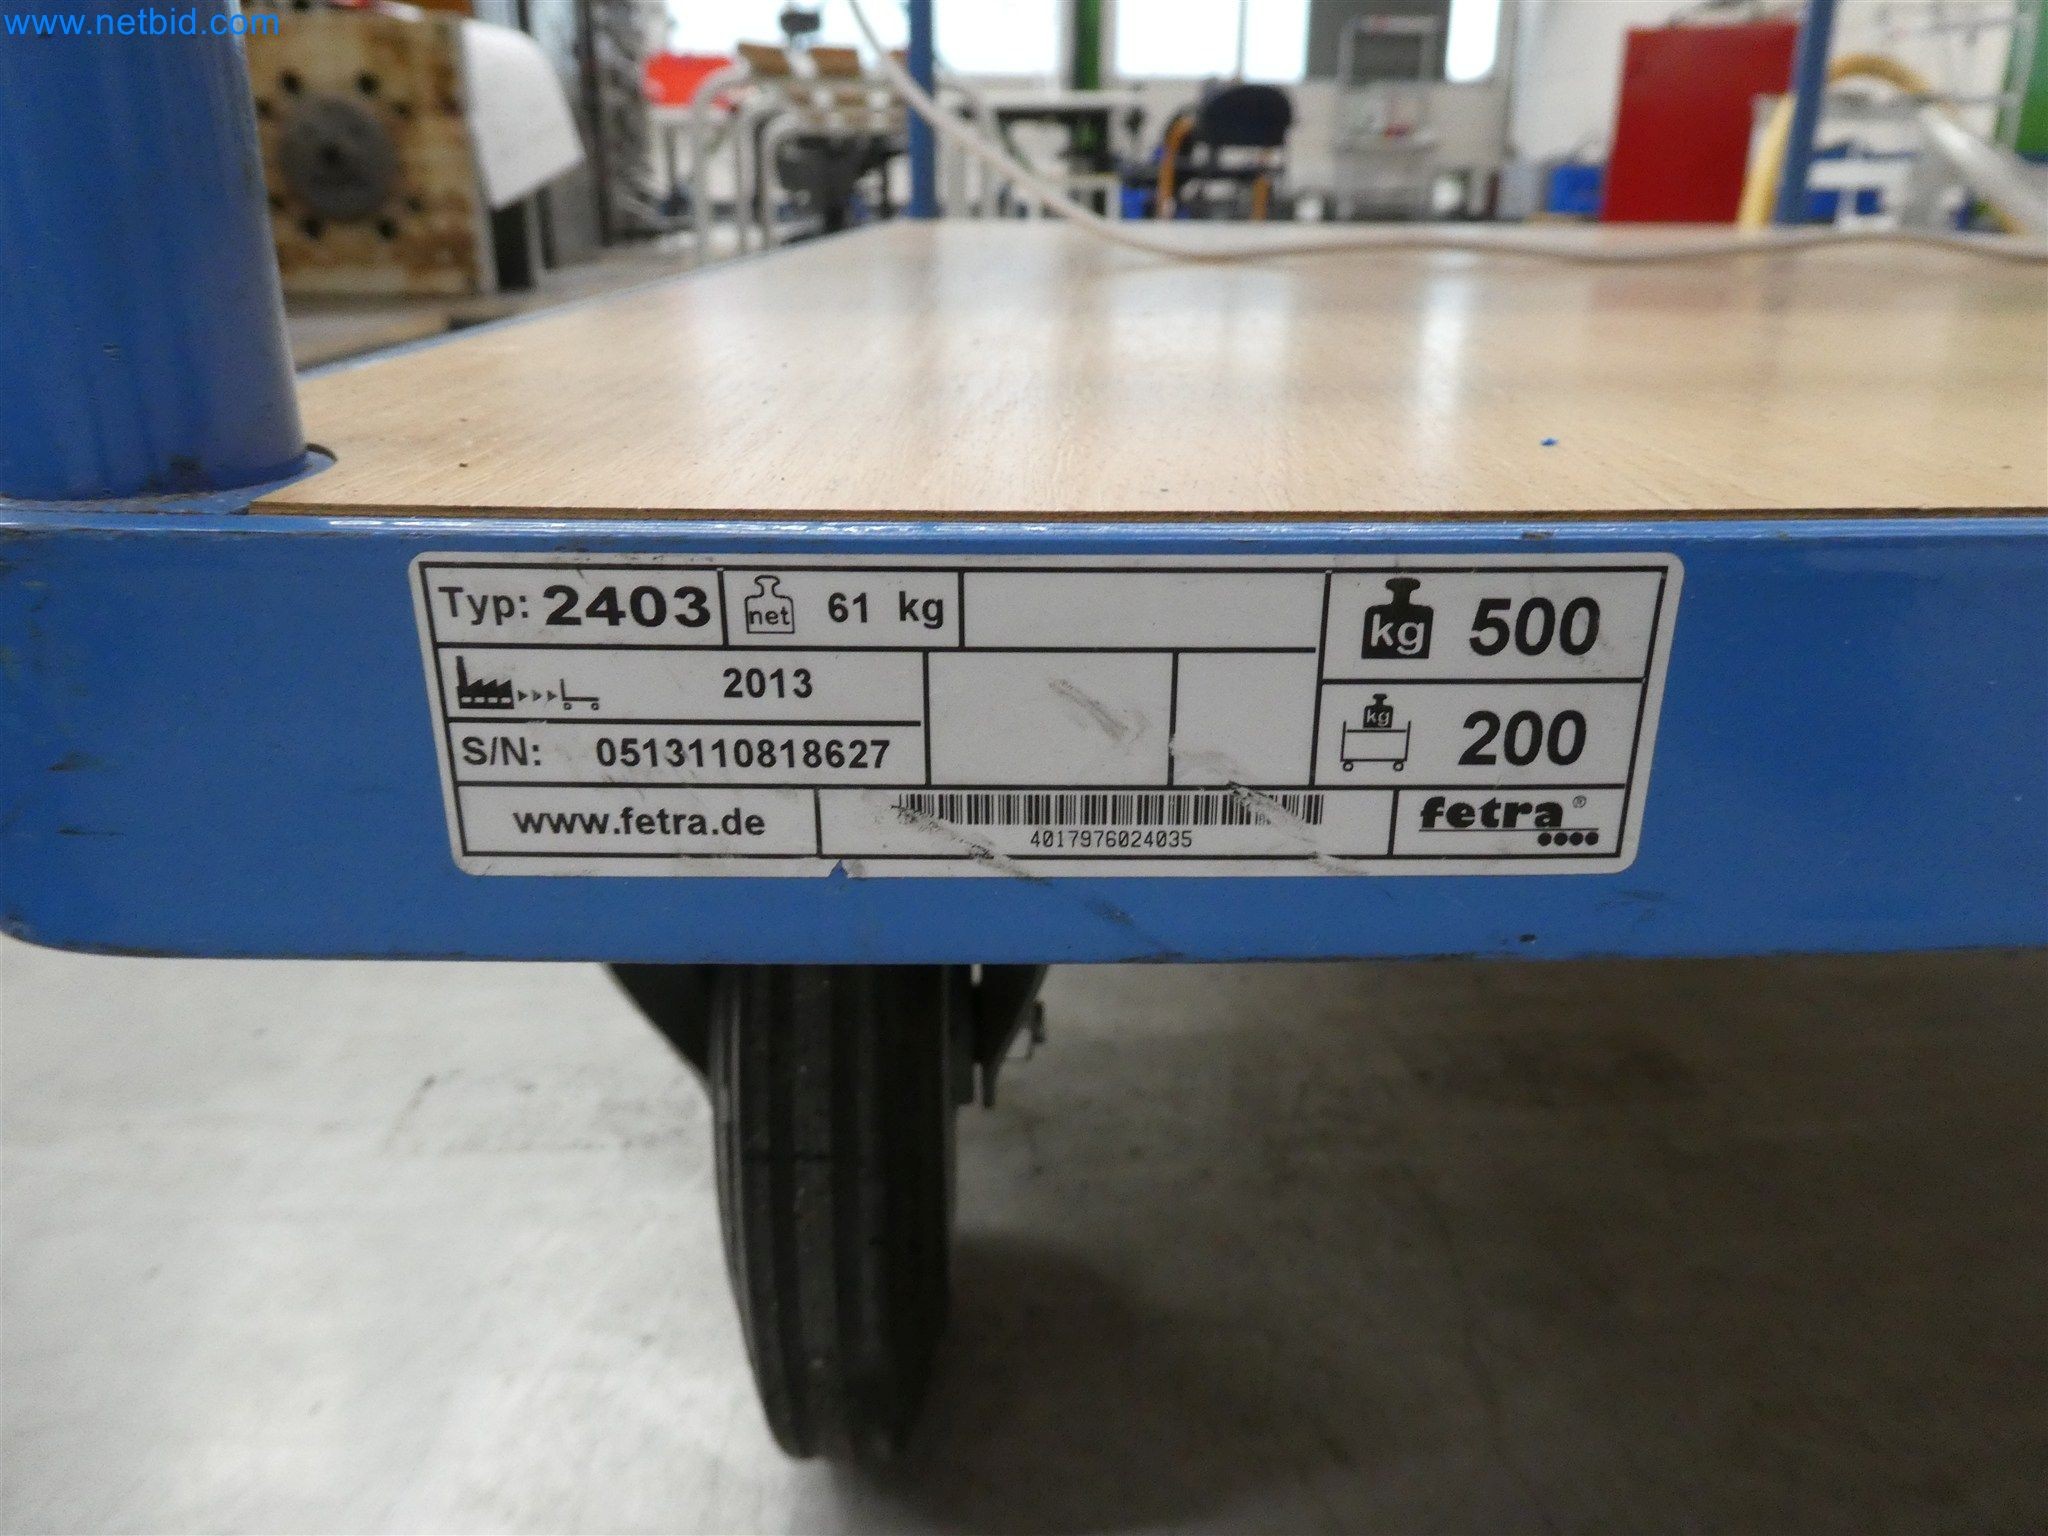 www.netbid.com
Typ: 2403 net 61 kg kg 500
2013
kg 200
S/N: 0513110818627
www.fetra.de 4017976024035 fetra®